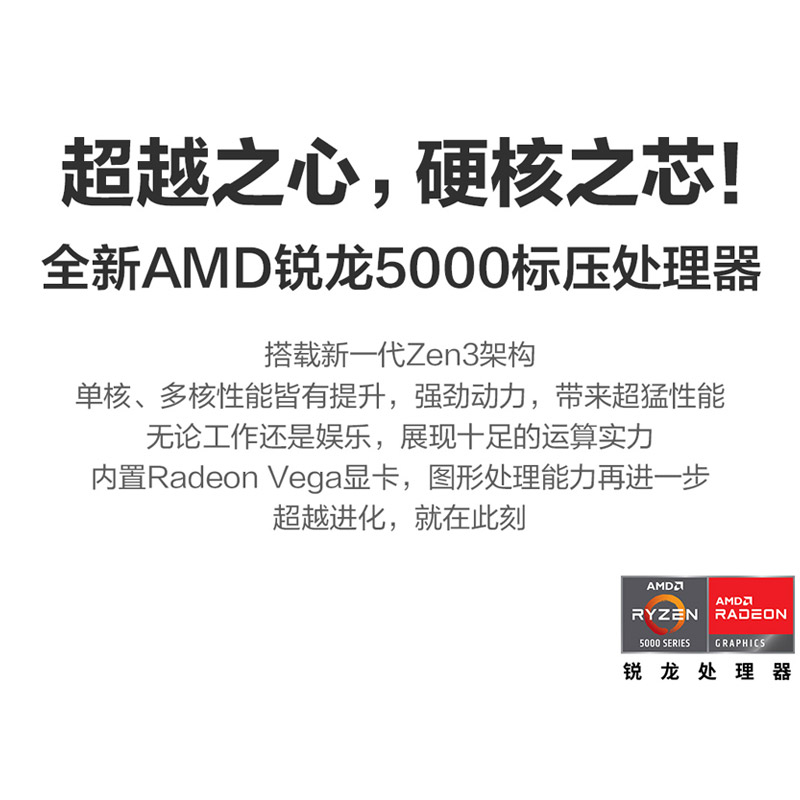 超越之心，硬核之芯！
全新AMD锐龙5000标压处理器
搭载新一代Zen3架构
单核、多核性能皆有提升，强劲动力，带来超猛性能
无论工作还是娱乐，展现十足的运算实力
内置Radeon Vega显卡，图形处理能力再进一步
超越进化，就在此刻
AMD
RYZEN
5000 SERIES
AMD
RADEON
GRAPHICS
锐龙处理器